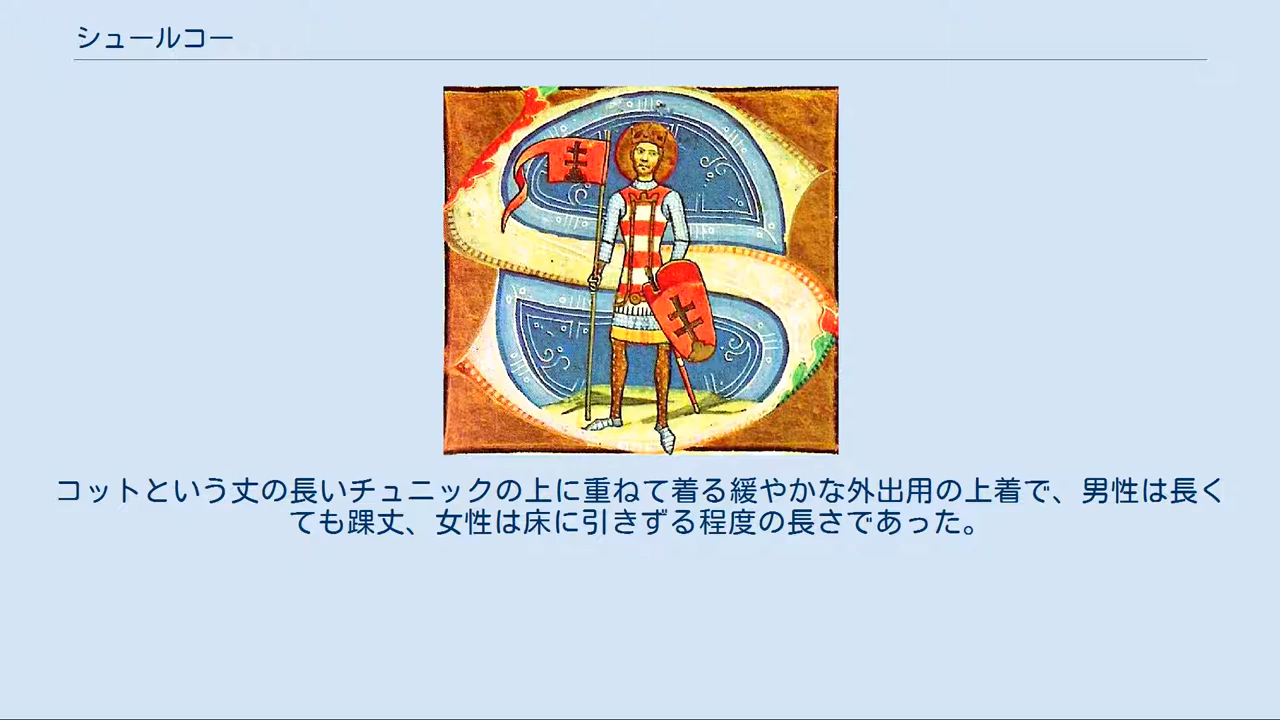 シュールコー
コットという丈の長いチュニックの上に重ねて着る緩やかな外出用の上着で、男性は長く
ても踝丈、女性は床に引きずる程度の長さであった。